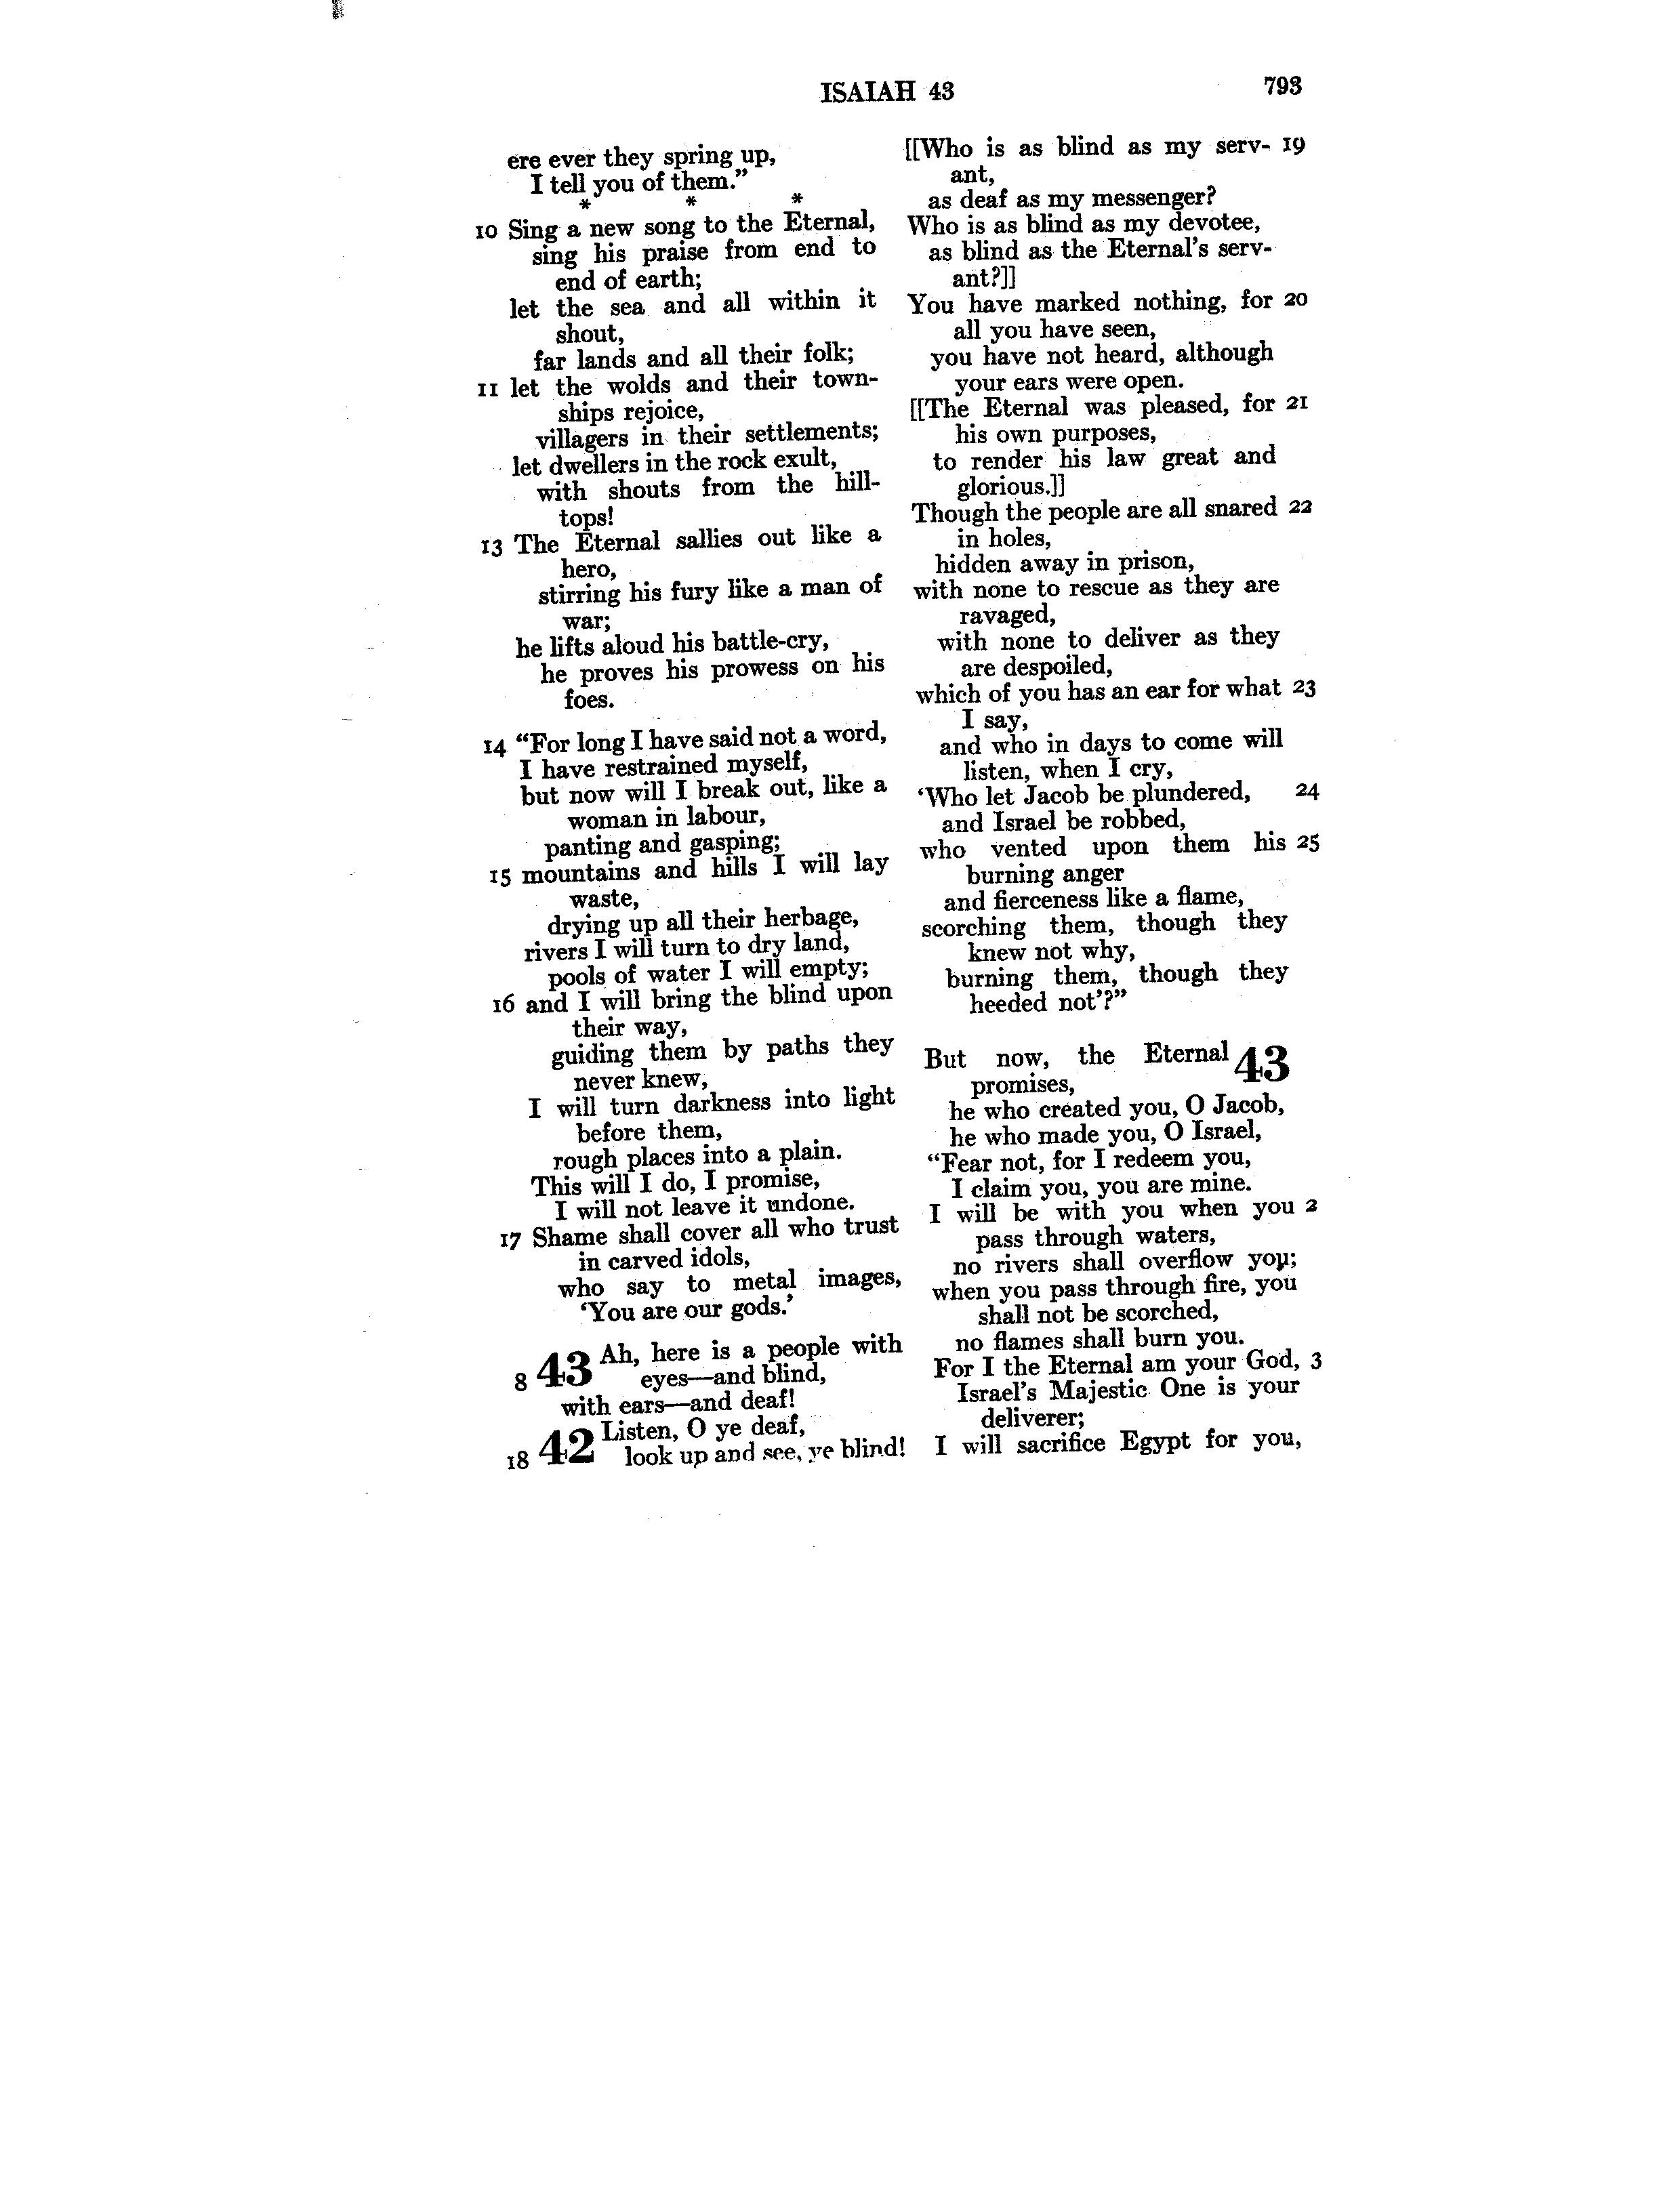 ISAIAH 43 793
ere ever they spring up,
I tell you of them.”
* * *
10 Sing a new song to the Eternal,
sing his praise from end to
end of earth;
let the sea and all within it
shout,
far lands and all their folk;
11 let the wolds and their town-
ships rejoice,
villagers in their settlements;
let dwellers in the rock exult,
with shouts from the hill-
tops!
13 The Eternal sallies out like a
hero,
stirring his fury like a man of
war;
he lifts aloud his battle-cry,
he proves his prowess on his
foes.
14 “For long I have said not a word,
I have restrained myself,
but now will I break out, like a
woman in labour,
panting and gasping;
15 mountains and hills I will lay
waste,
drying up all their herbage,
rivers I will turn to dry land,
pools of water I will empty;
16 and I will bring the blind upon
their way,
guiding them by paths they
never knew,
I will turn darkness into light
before them,
rough places into a plain.
This will I do, I promise,
I will not leave it undone.
17 Shame shall cover all who trust
in carved idols,
who say to metal images,
‘You are our gods.’
8 43 Ah, here is a people with
eyes—and blind,
with ears—and deaf!
18 42 Listen, O ye deaf,
look up and see, ye blind!
[[Who is as blind as my serv- 19
ant,
as deaf as my messenger?
Who is as blind as my devotee,
as blind as the Eternal’s serv-
ant?]]
You have marked nothing, for 20
all you have seen,
you have not heard, although
your ears were open.
[[The Eternal was pleased, for 21
his own purposes,
to render his law great and
glorious.]]
Though the people are all snared 22
in holes,
hidden away in prison,
with none to rescue as they are
ravaged,
with none to deliver as they
are despoiled,
which of you has an ear for what 23
I say,
and who in days to come will
listen, when I cry,
‘Who let Jacob be plundered, 24
and Israel be robbed,
who vented upon them his 25
burning anger
and fierceness like a flame,
scorching them, though they
knew not why,
burning them, though they
heeded not’?”
But now, the Eternal 43
promises,
he who created you, O Jacob,
he who made you, O Israel,
“Fear not, for I redeem you,
I claim you, you are mine.
I will be with you when you 2
pass through waters,
no rivers shall overflow you;
when you pass through fire, you
shall not be scorched,
no flames shall burn you.
For I the Eternal am your God, 3
Israel’s Majestic One is your
deliverer;
I will sacrifice Egypt for you,